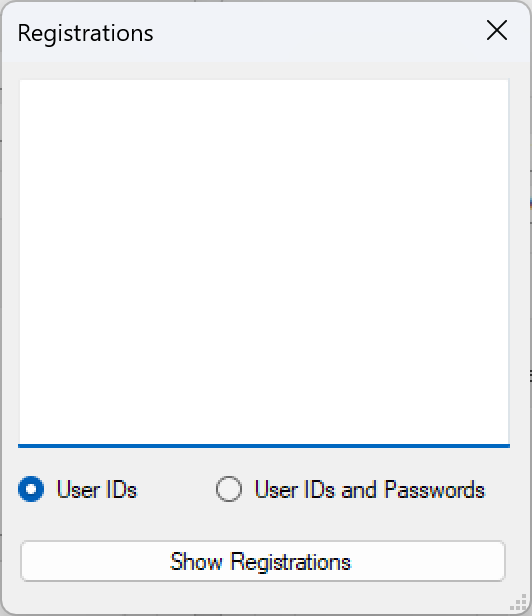 Registrations
User IDs
User IDs and Passwords
Show Registrations